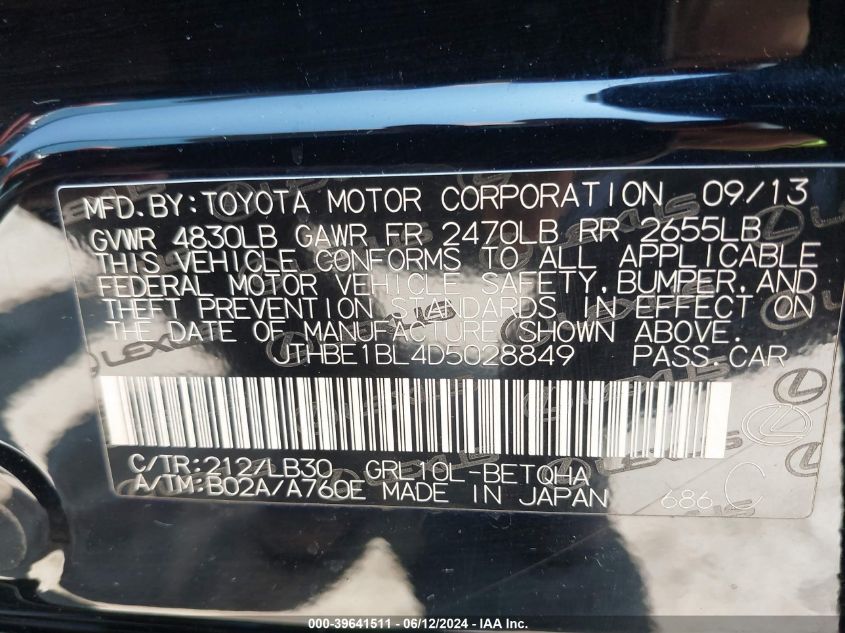 MFD.BY:TOYOTA MOTOR CORPORATION 09/13
GVWR 4830LB GAWR FR 2470LB RR 2655LB
THIS VEHICLE CONFORMS TO ALL APPLICABLE
FEDERAL MOTOR VEHICLE SAFETY,BUMPER,AND
THEFT PREVENTION STANDARDS IN EFFECT ON
THE DATE OF MANUFACTURE SHOWN ABOVE.
JTHBE1BL4D5028849 PASS.CAR
C/TR:212/LB30 GRL10L-BETQHA
A/TM:B02A/A760E MADE IN JAPAN 686 C
LEXUS
000-39641511 - 06/12/2024 - IAA Inc.